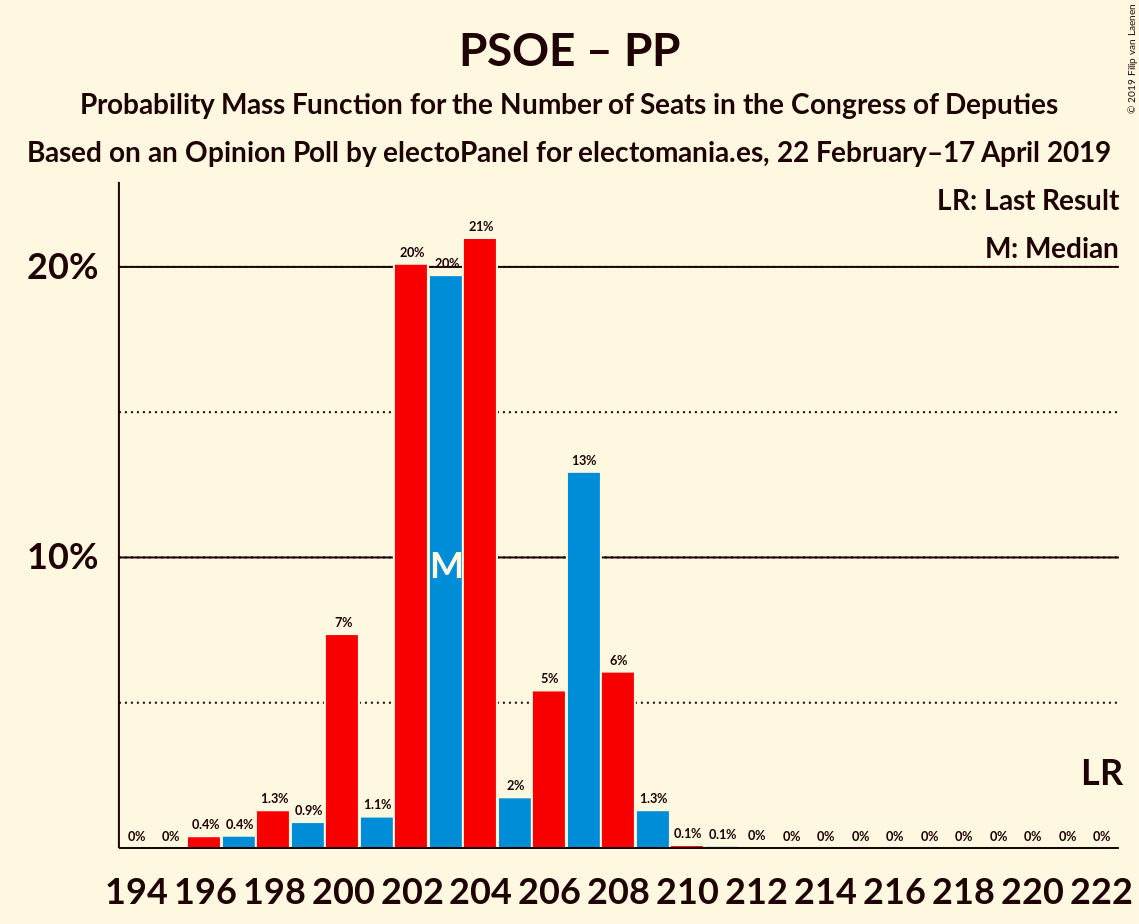 PSOE – PP
Probability Mass Function for the Number of Seats in the Congress of Deputies
Based on an Opinion Poll by electoPanel for electomania.es, 22 February–17 April 2019
© 2019 Filip van Laenen
LR: Last Result
M: Median
20%
10%
0% 0% 0.4% 0.4% 1.3% 0.9% 7% 1.1% 20% 20% 21% 2% 5% 13% 6% 1.3% 0.1% 0.1% 0% 0% 0% 0% 0% 0% 0% 0% 0% 0% 0%
M
LR
194 196 198 200 202 204 206 208 210 212 214 216 218 220 222